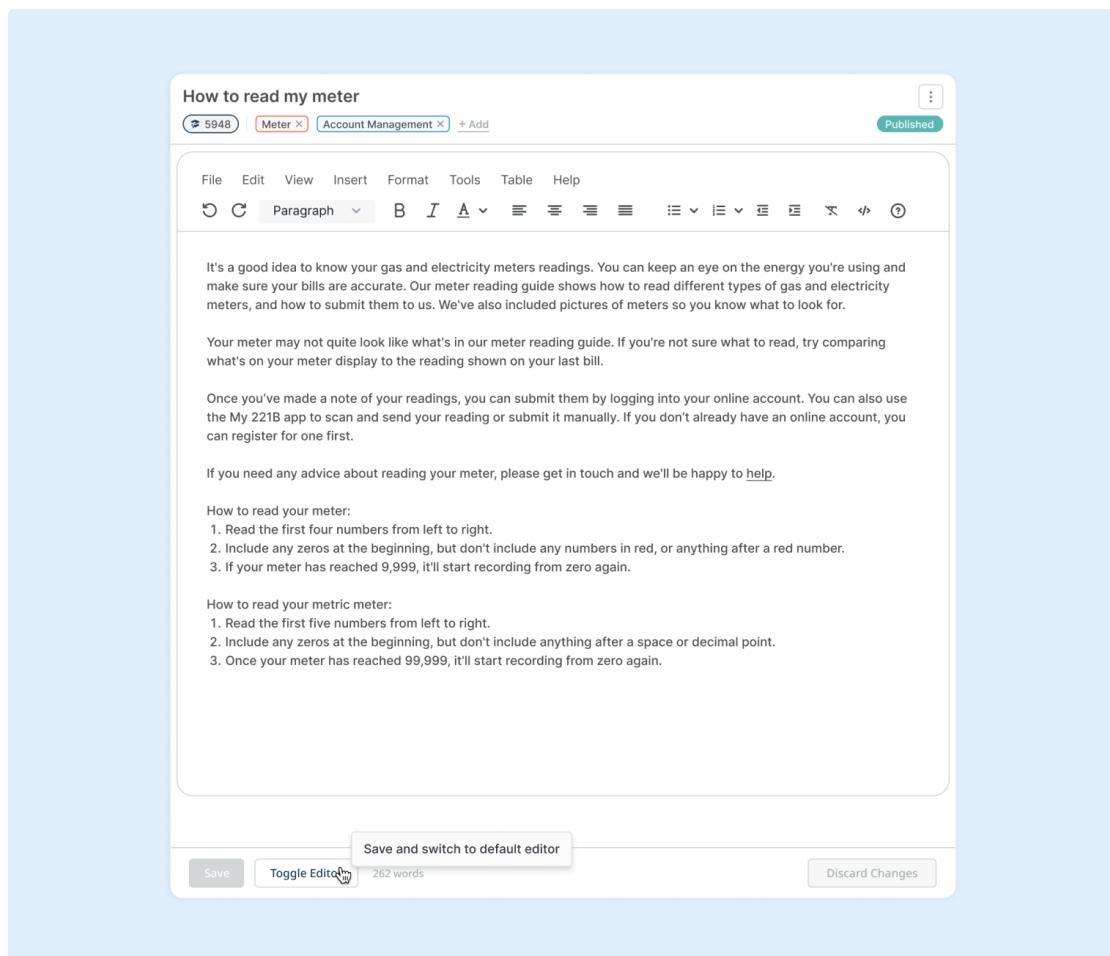 How to read my meter
5948 Meter Account Management + Add Published
File Edit View Insert Format Tools Table Help
Paragraph B I A
It's a good idea to know your gas and electricity meters readings. You can keep an eye on the energy you're using and
make sure your bills are accurate. Our meter reading guide shows how to read different types of gas and electricity
meters, and how to submit them to us. We've also included pictures of meters so you know what to look for.
Your meter may not quite look like what's in our meter reading guide. If you're not sure what to read, try comparing
what's on your meter display to the reading shown on your last bill.
Once you've made a note of your readings, you can submit them by logging into your online account. You can also use
the My 221B app to scan and send your reading or submit it manually. If you don't already have an online account, you
can register for one first.
If you need any advice about reading your meter, please get in touch and we'll be happy to help.
How to read your meter:
1. Read the first four numbers from left to right.
2. Include any zeros at the beginning, but don't include any numbers in red, or anything after a red number.
3. If your meter has reached 9,999, it'll start recording from zero again.
How to read your metric meter:
1. Read the first five numbers from left to right.
2. Include any zeros at the beginning, but don't include anything after a space or decimal point.
3. Once your meter has reached 99,999, it'll start recording from zero again.
Save and switch to default editor
Save Toggle Editor 262 words Discard Changes